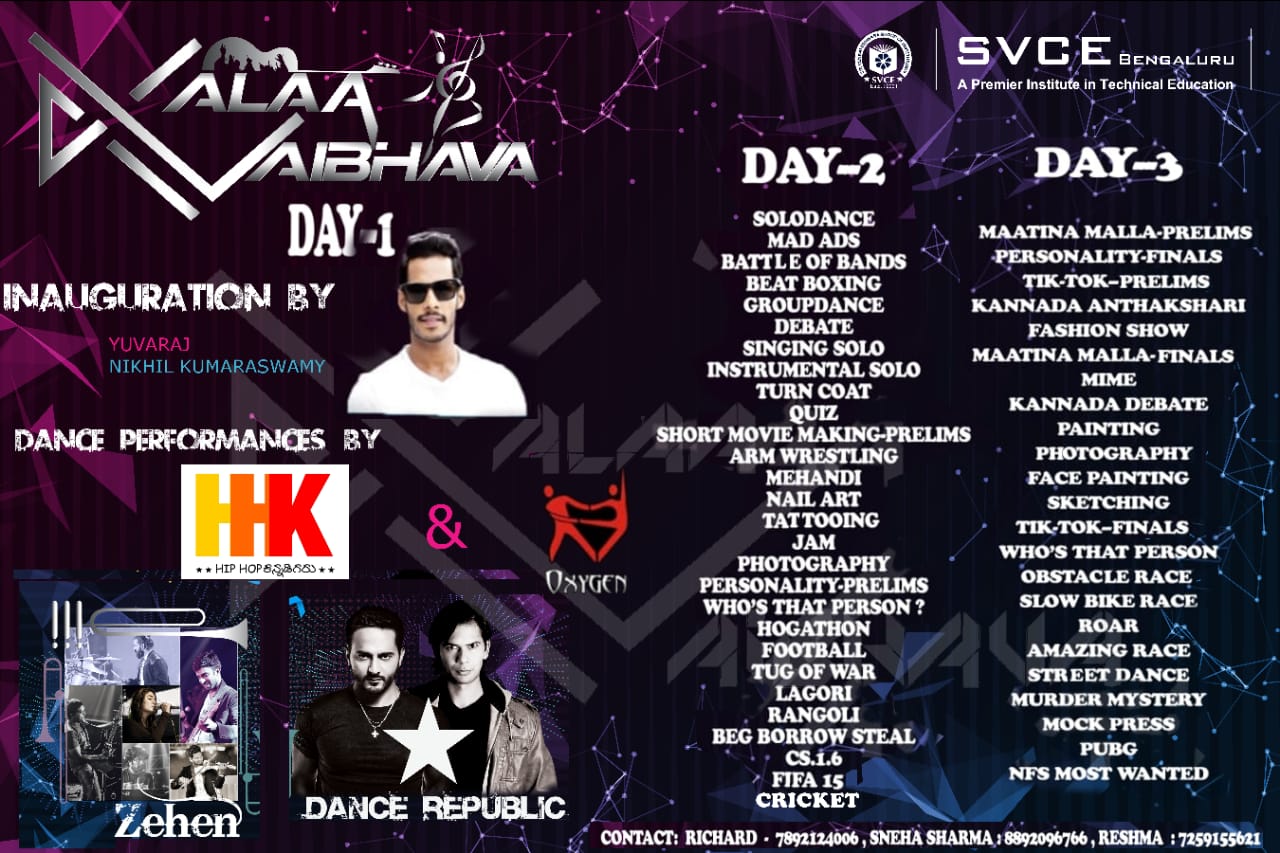 KALAA
VAIBHAVA
SVCE
SVCE BENGALURU
A Premier Institute in Technical Education
DAY-1
INAUGURATION BY
YUVARAJ
NIKHIL KUMARASWAMY
DANCE PERFORMANCES BY
HHK
★★ HIP HOP ಕನ್ನಡಿಗರು ★★
&
OXYGEN
Zehen
DANCE REPUBLIC
DAY-2
SOLODANCE
MAD ADS
BATTLE OF BANDS
BEAT BOXING
GROUPDANCE
DEBATE
SINGING SOLO
INSTRUMENTAL SOLO
TURN COAT
QUIZ
SHORT MOVIE MAKING-PRELIMS
ARM WRESTLING
MEHANDI
NAIL ART
TATTOOING
JAM
PHOTOGRAPHY
PERSONALITY-PRELIMS
WHO'S THAT PERSON ?
HOGATHON
FOOTBALL
TUG OF WAR
LAGORI
RANGOLI
BEG BORROW STEAL
CS.1.6
FIFA 15
CRICKET
DAY-3
MAATINA MALLA-PRELIMS
PERSONALITY-FINALS
TIK-TOK-PRELIMS
KANNADA ANTHAKSHARI
FASHION SHOW
MAATINA MALLA-FINALS
MIME
KANNADA DEBATE
PAINTING
PHOTOGRAPHY
FACE PAINTING
SKETCHING
TIK-TOK-FINALS
WHO'S THAT PERSON
OBSTACLE RACE
SLOW BIKE RACE
ROAR
AMAZING RACE
STREET DANCE
MURDER MYSTERY
MOCK PRESS
PUBG
NFS MOST WANTED
CONTACT: RICHARD - 7892124006 , SNEHA SHARMA : 8892096766 , RESHMA : 7259155621